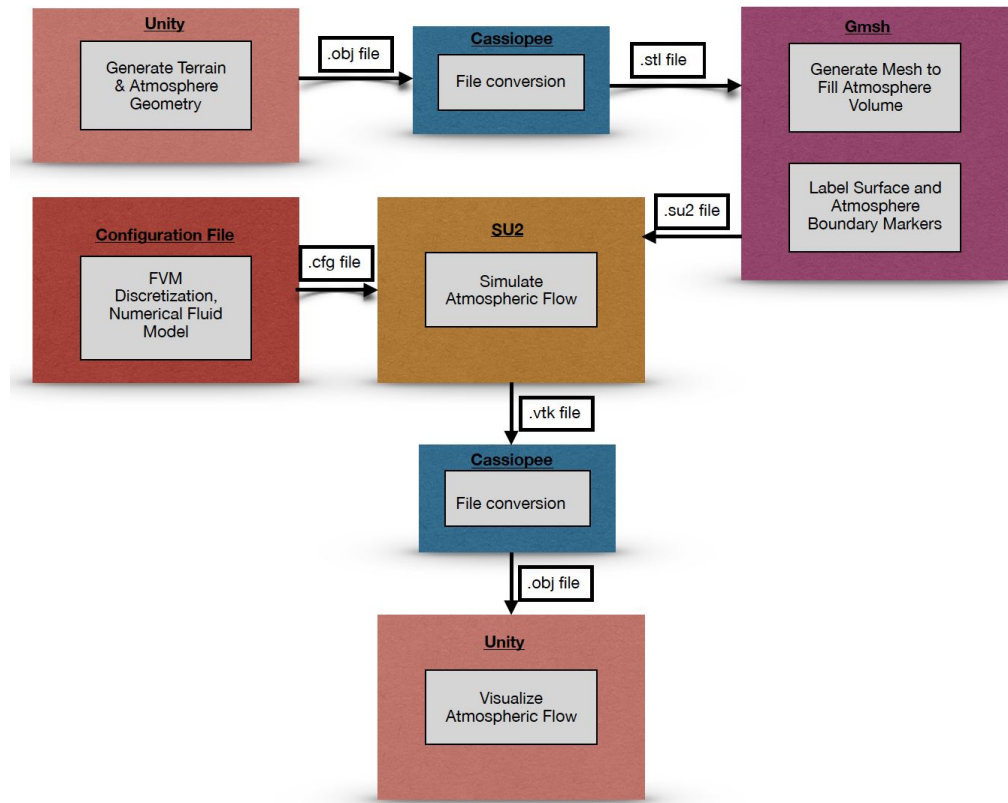 Unity
Generate Terrain
& Atmosphere
Geometry
.obj file
Cassiopee
File conversion
.stl file
Gmsh
Generate Mesh to
Fill Atmosphere
Volume
Label Surface and
Atmosphere
Boundary Markers
.su2 file
Configuration File
FVM
Discretization,
Numerical Fluid
Model
.cfg file
SU2
Simulate
Atmospheric Flow
.vtk file
Cassiopee
File conversion
.obj file
Unity
Visualize
Atmospheric Flow